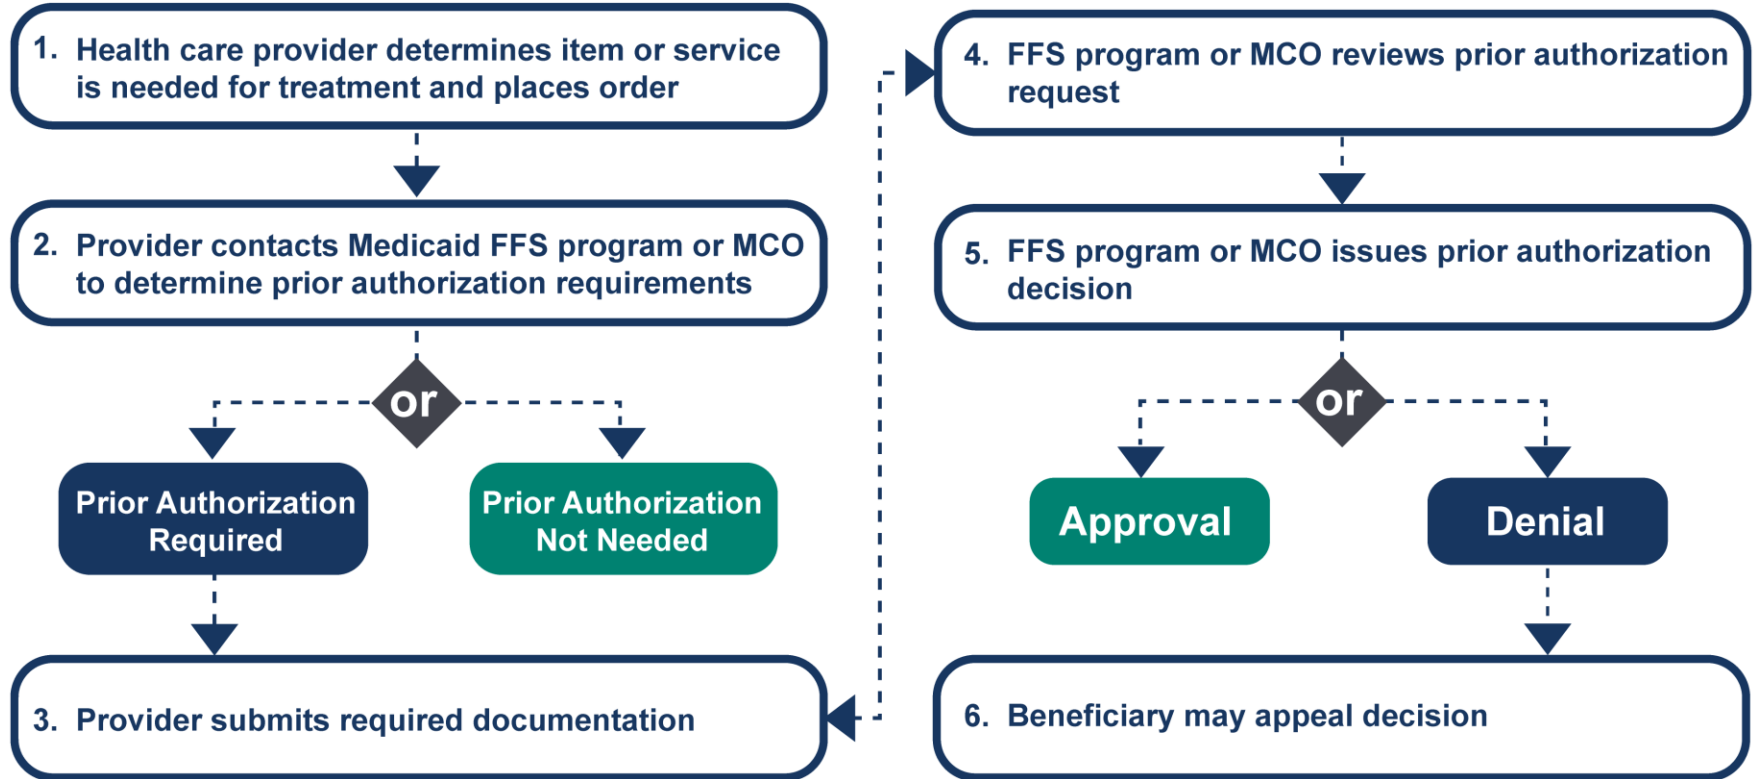 1. Health care provider determines item or service
is needed for treatment and places order
2. Provider contacts Medicaid FFS program or MCO
to determine prior authorization requirements
or
Prior Authorization
Required
Prior Authorization
Not Needed
3. Provider submits required documentation
4. FFS program or MCO reviews prior authorization
request
5. FFS program or MCO issues prior authorization
decision
or
Approval
Denial
6. Beneficiary may appeal decision